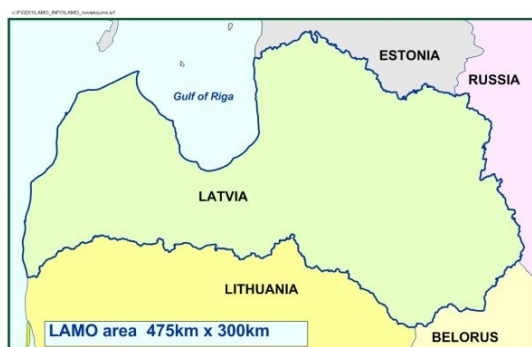 ESTONIA
RUSSIA
Gulf of Riga
LATVIA
LITHUANIA
LAMO area 475km x 300km
BELORUS